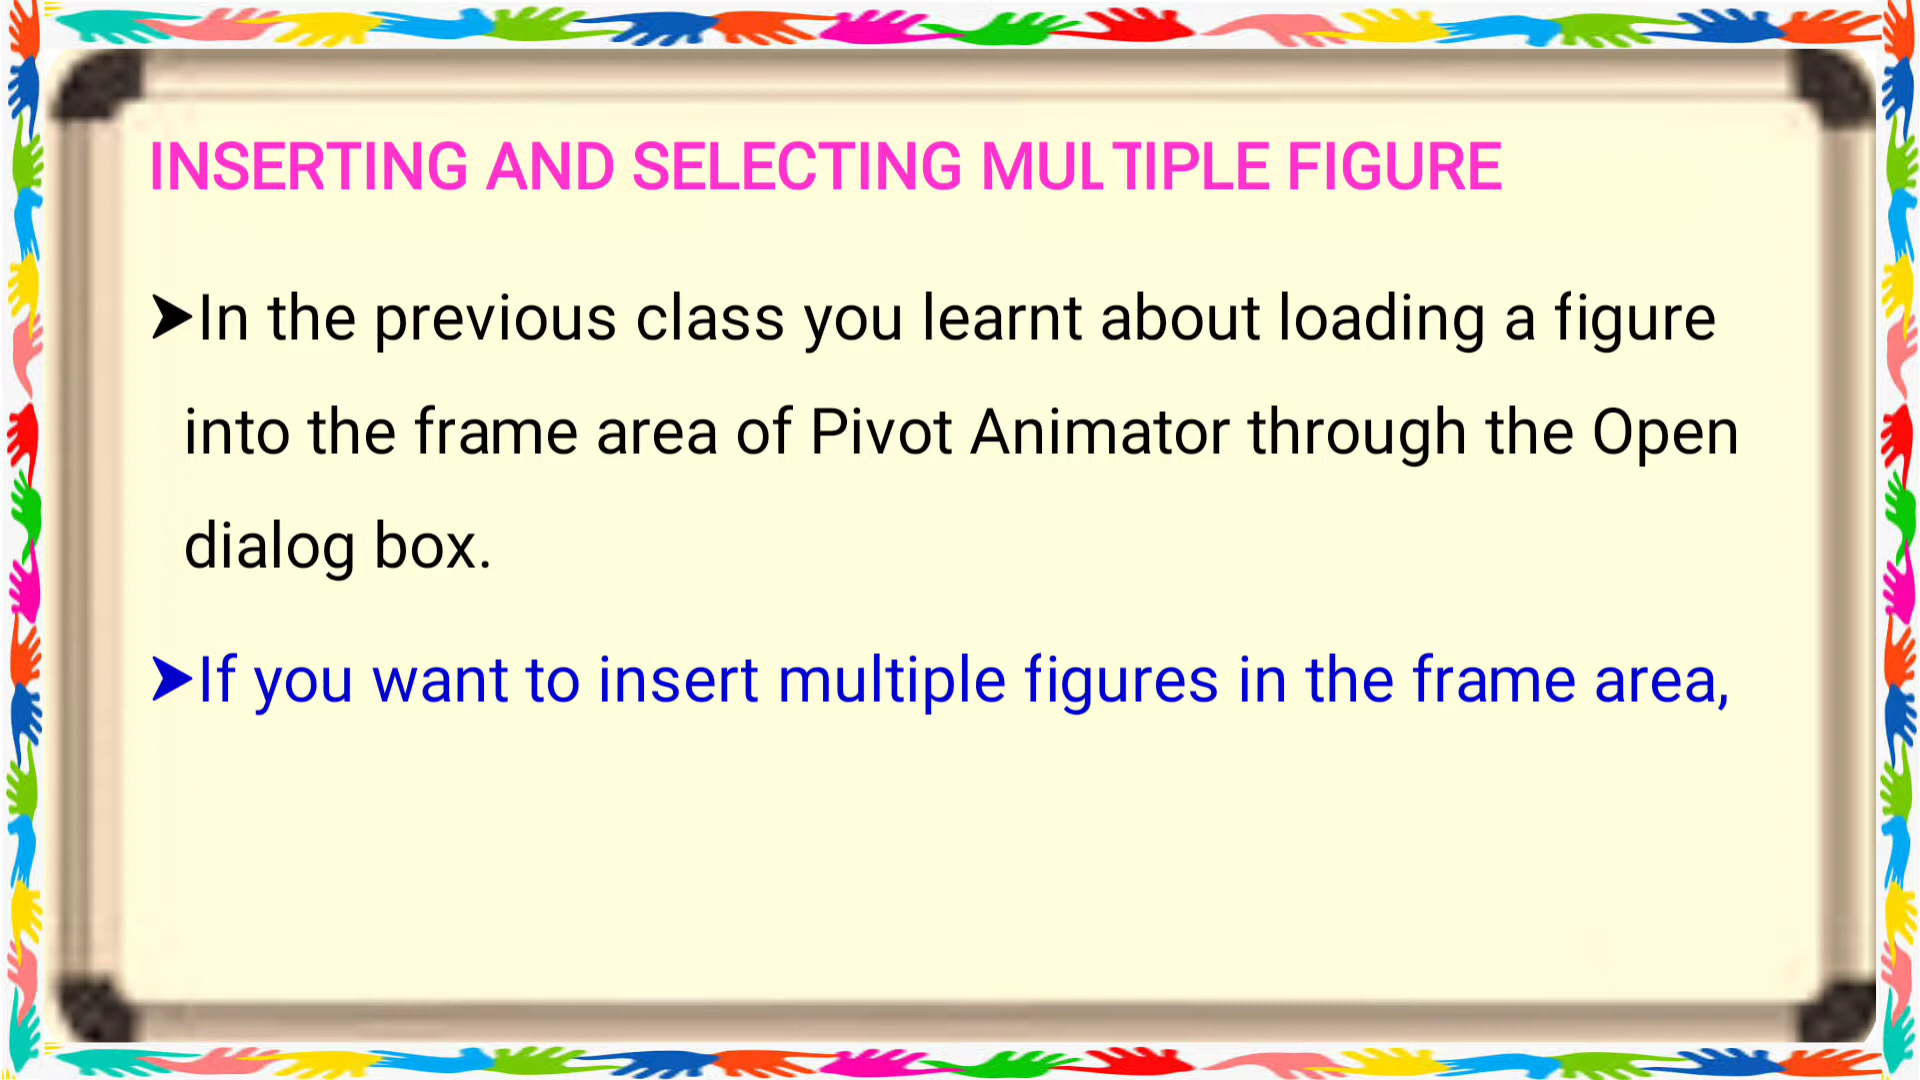 INSERTING AND SELECTING MULTIPLE FIGURE
➤In the previous class you learnt about loading a figure
into the frame area of Pivot Animator through the Open
dialog box.
➤If you want to insert multiple figures in the frame area,